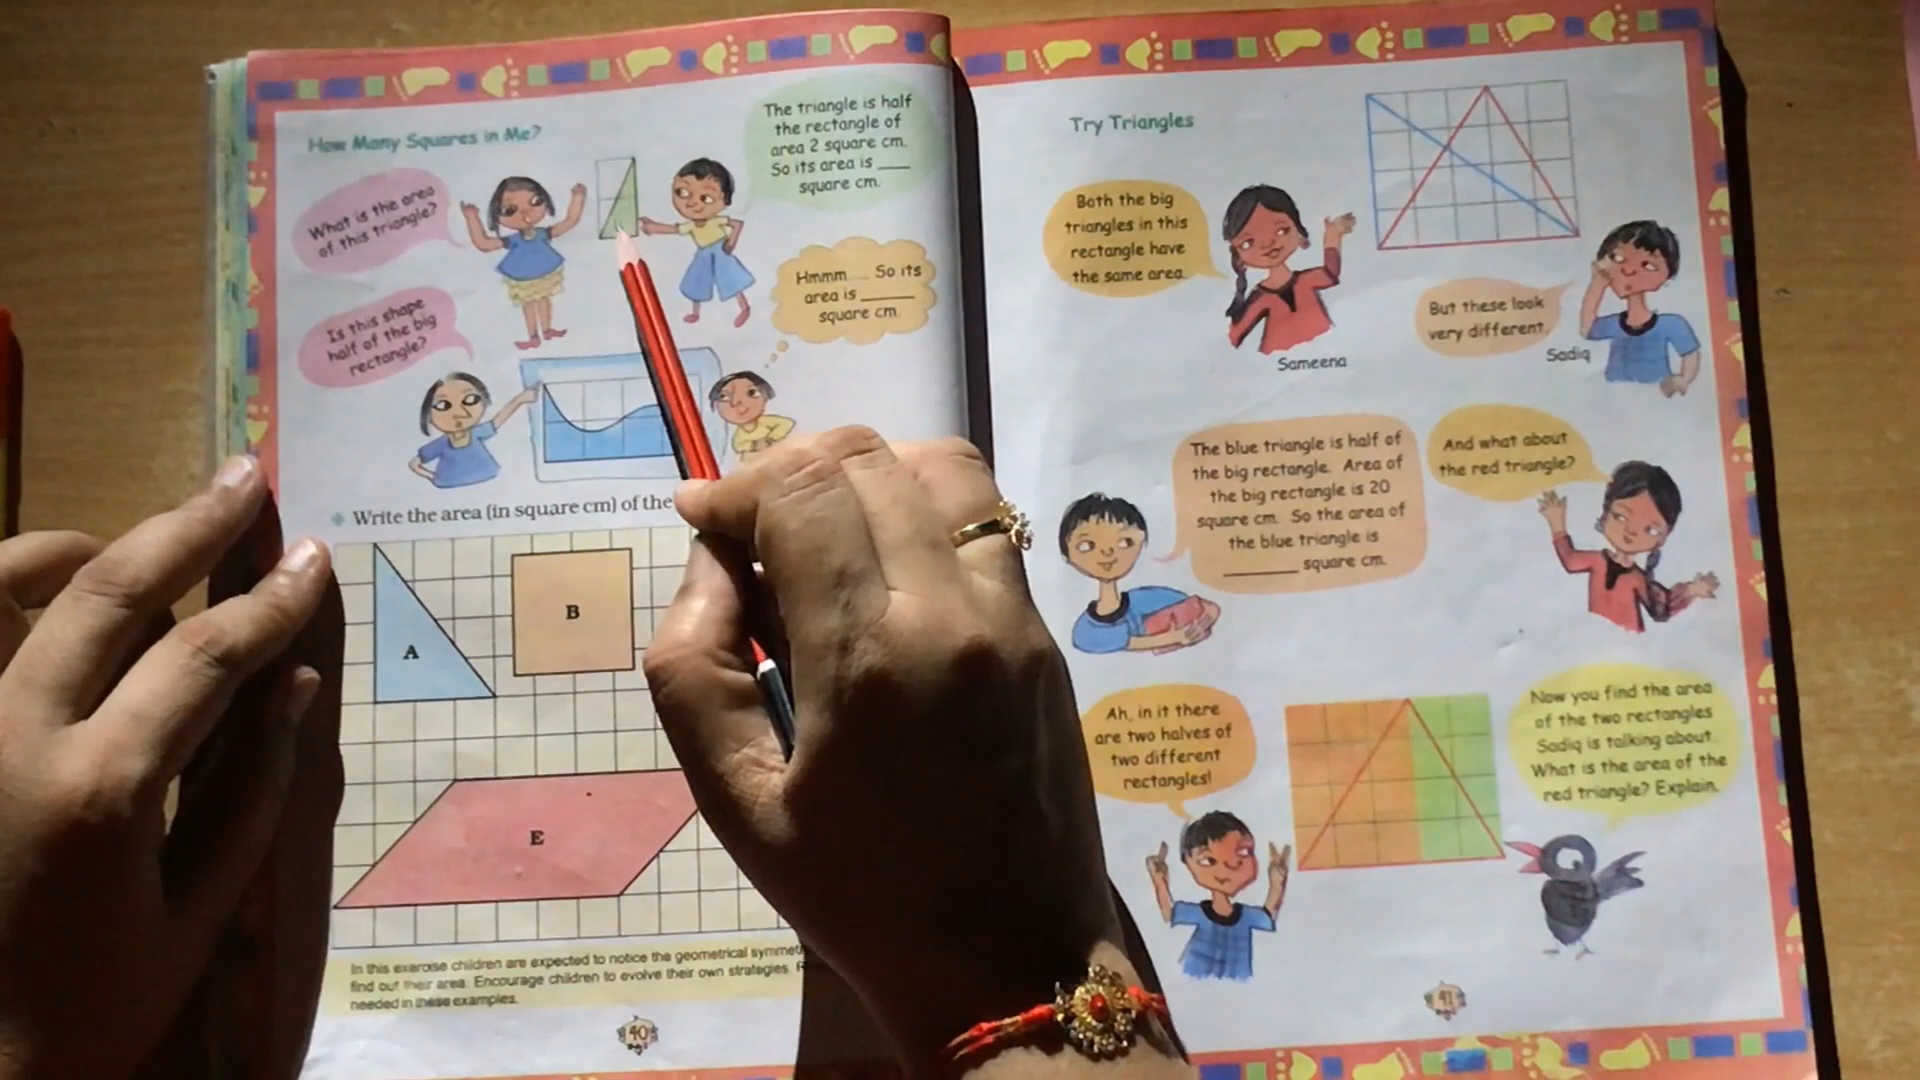 How Many Squares in Me?
The triangle is half
the rectangle of
area 2 square cm.
So its area is ____
square cm.
What is the area
of this triangle?
Hmmm.... So its
area is ______
square cm.
Is this shape
half of the big
rectangle?
Write the area (in square cm) of the
A
B
E
In this exercise children are expected to notice the geometrical
find out their area. Encourage children to evolve their own strategies.
needed in these examples.
40
Try Triangles
Both the big
triangles in this
rectangle have
the same area.
Sameena
But these look
very different.
Sadiq
The blue triangle is half of
the big rectangle. Area of
the big rectangle is 20
square cm. So the area of
the blue triangle is
________ square cm.
And what about
the red triangle?
Ah, in it there
are two halves of
two different
rectangles!
Now you find the area
of the two rectangles
Sadiq is talking about.
What is the area of the
red triangle? Explain.
41